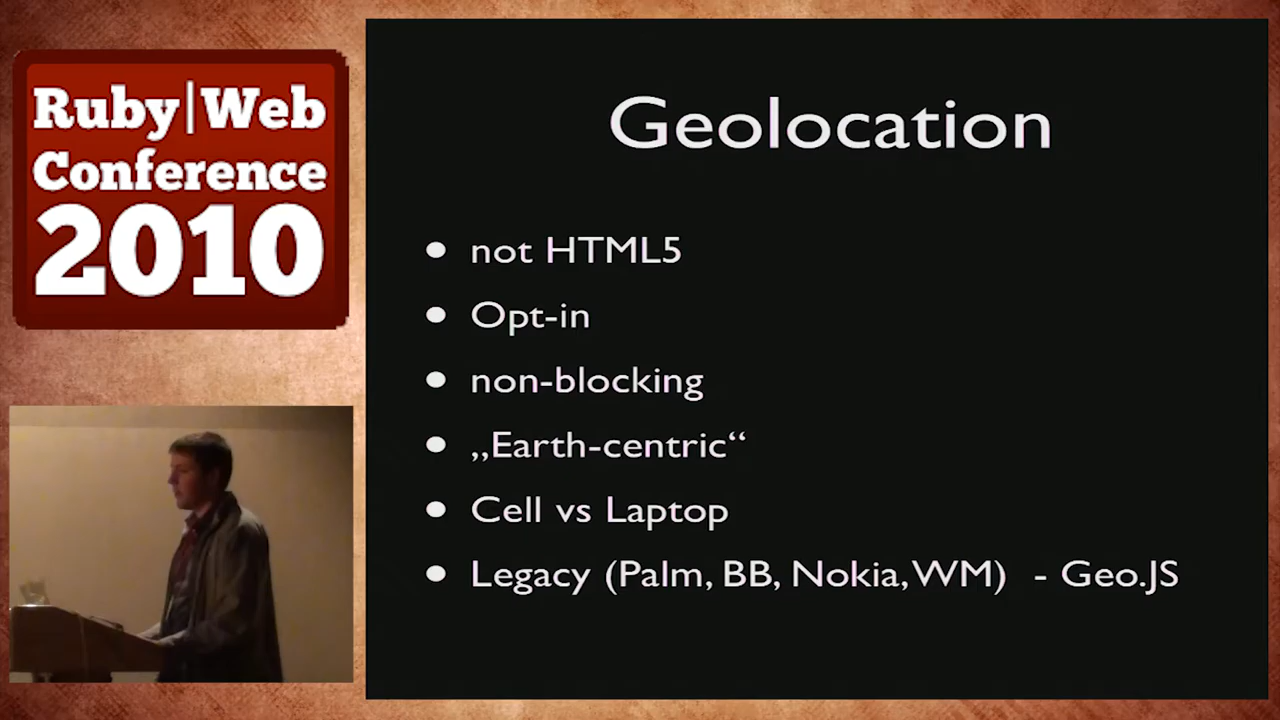 Ruby|Web
Conference
2010
Geolocation
• not HTML5
• Opt-in
• non-blocking
• „Earth-centric“
• Cell vs Laptop
• Legacy (Palm, BB, Nokia, WM) - Geo.JS